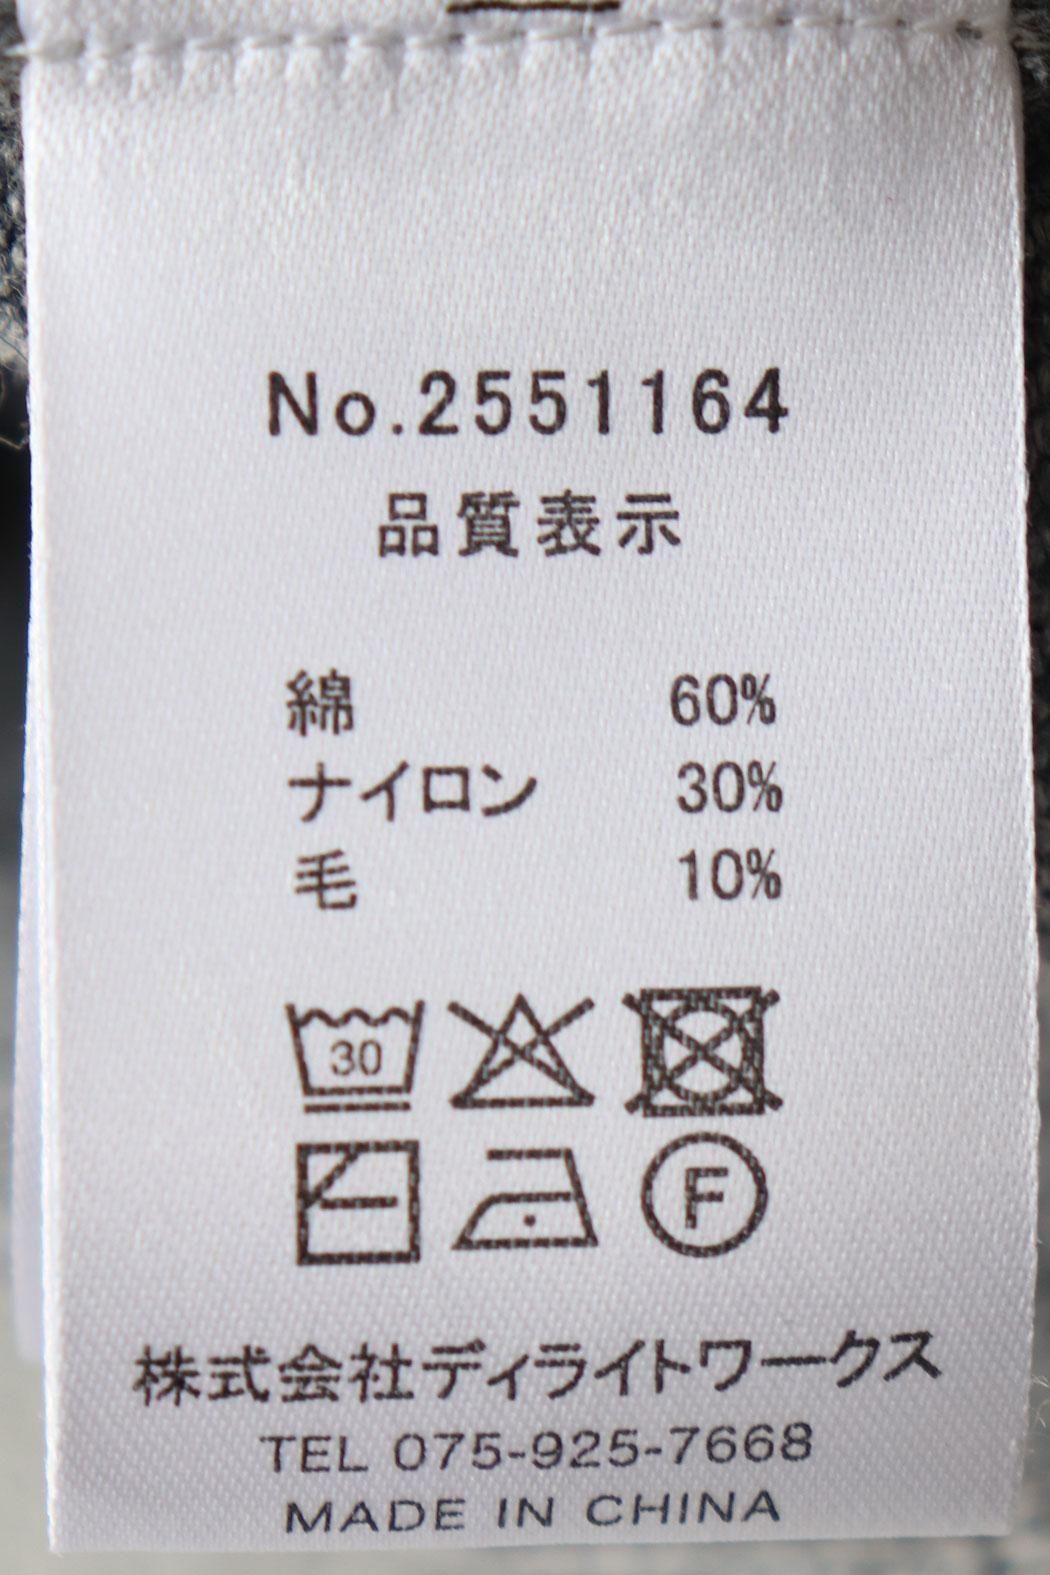 No.2551164
品質表示
綿 60%
ナイロン 30%
毛 10%
30
F
株式会社ディライトワークス
TEL 075-925-7668
MADE IN CHINA